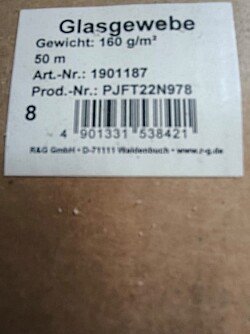 Glasgewebe
Gewicht: 160 g/m²
50 m
Art.-Nr.: 1901187
Prod.-Nr.: PJFT22N978
8
4 901331 538421
R&G GmbH • D-71111 Waldenbuch • www.r-g.de